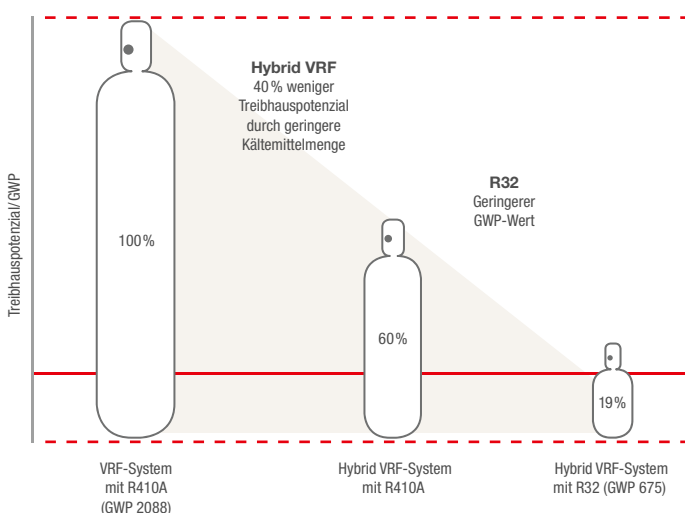 Treibhauspotenzial/GWP
Hybrid VRF
40 % weniger
Treibhauspotenzial
durch geringere
Kältemittelmenge
R32
Geringerer
GWP-Wert
100 %
60 %
19 %
VRF-System
mit R410A
(GWP 2088)
Hybrid VRF-System
mit R410A
Hybrid VRF-System
mit R32 (GWP 675)